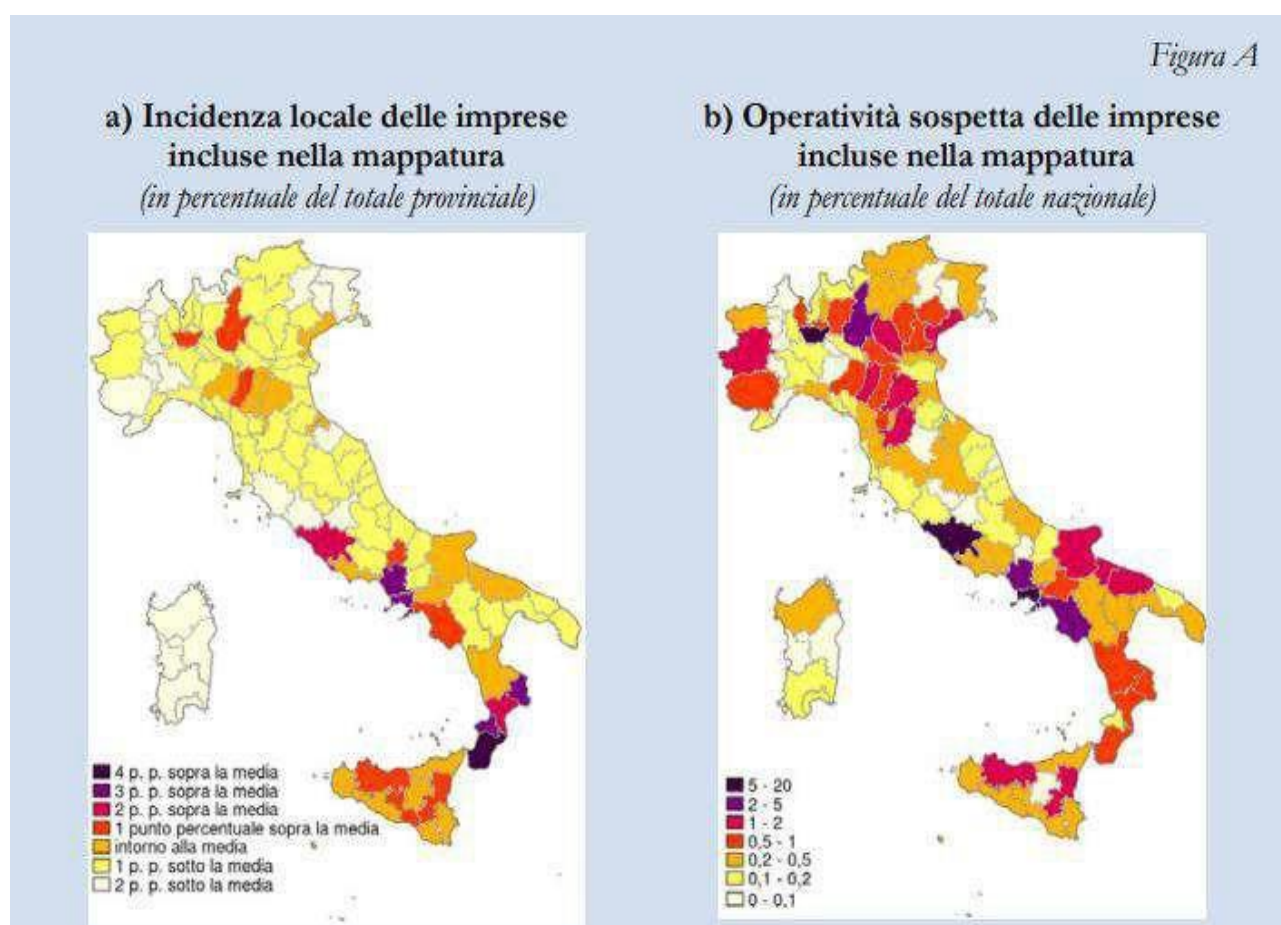 Figura A
a) Incidenza locale delle imprese
incluse nella mappatura
(in percentuale del totale provinciale)
4 p. p. sopra la media
3 p. p. sopra la media
2 p. p. sopra la media
1 punto percentuale sopra la media
intorno alla media
1 p. p. sotto la media
2 p. p. sotto la media
b) Operatività sospetta delle imprese
incluse nella mappatura
(in percentuale del totale nazionale)
5 - 20
2 - 5
1 - 2
0,5 - 1
0,2 - 0,5
0,1 - 0,2
0 - 0,1